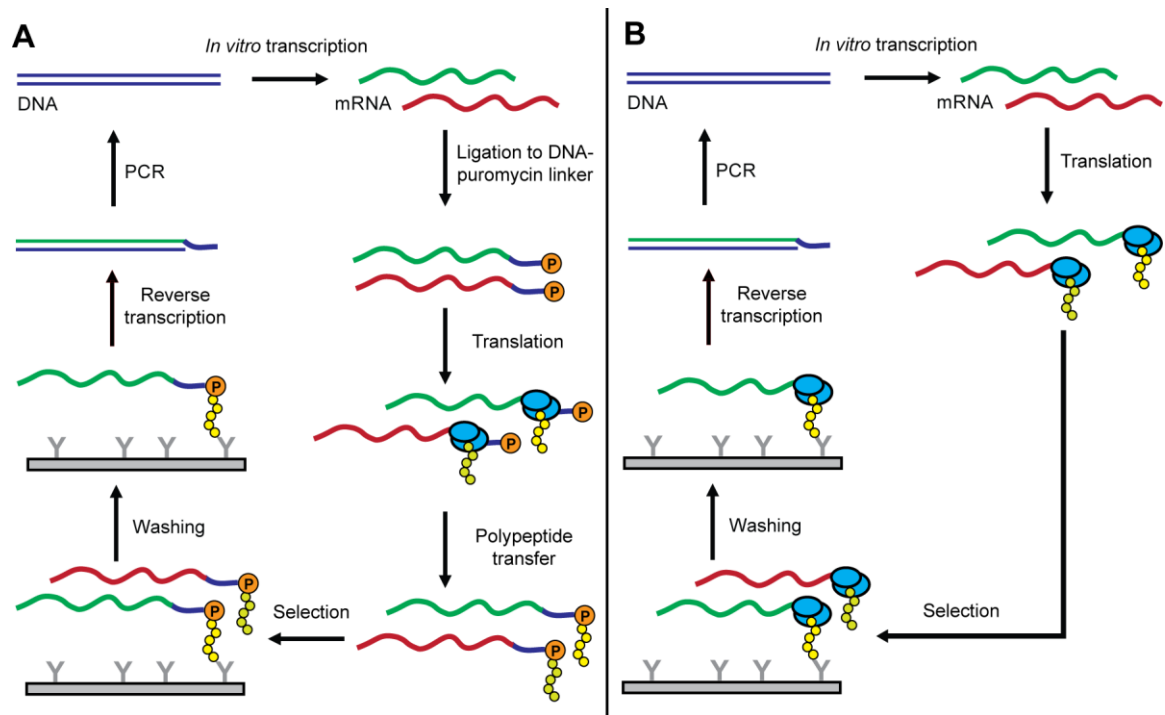 A
In vitro transcription
DNA
mRNA
PCR
Ligation to DNA-
puromycin linker
P
P
Reverse
transcription
Translation
P
P
P
Washing
Polypeptide
transfer
P
P
Selection
P
P
B
In vitro transcription
DNA
mRNA
PCR
Translation
Reverse
transcription
Washing
Selection